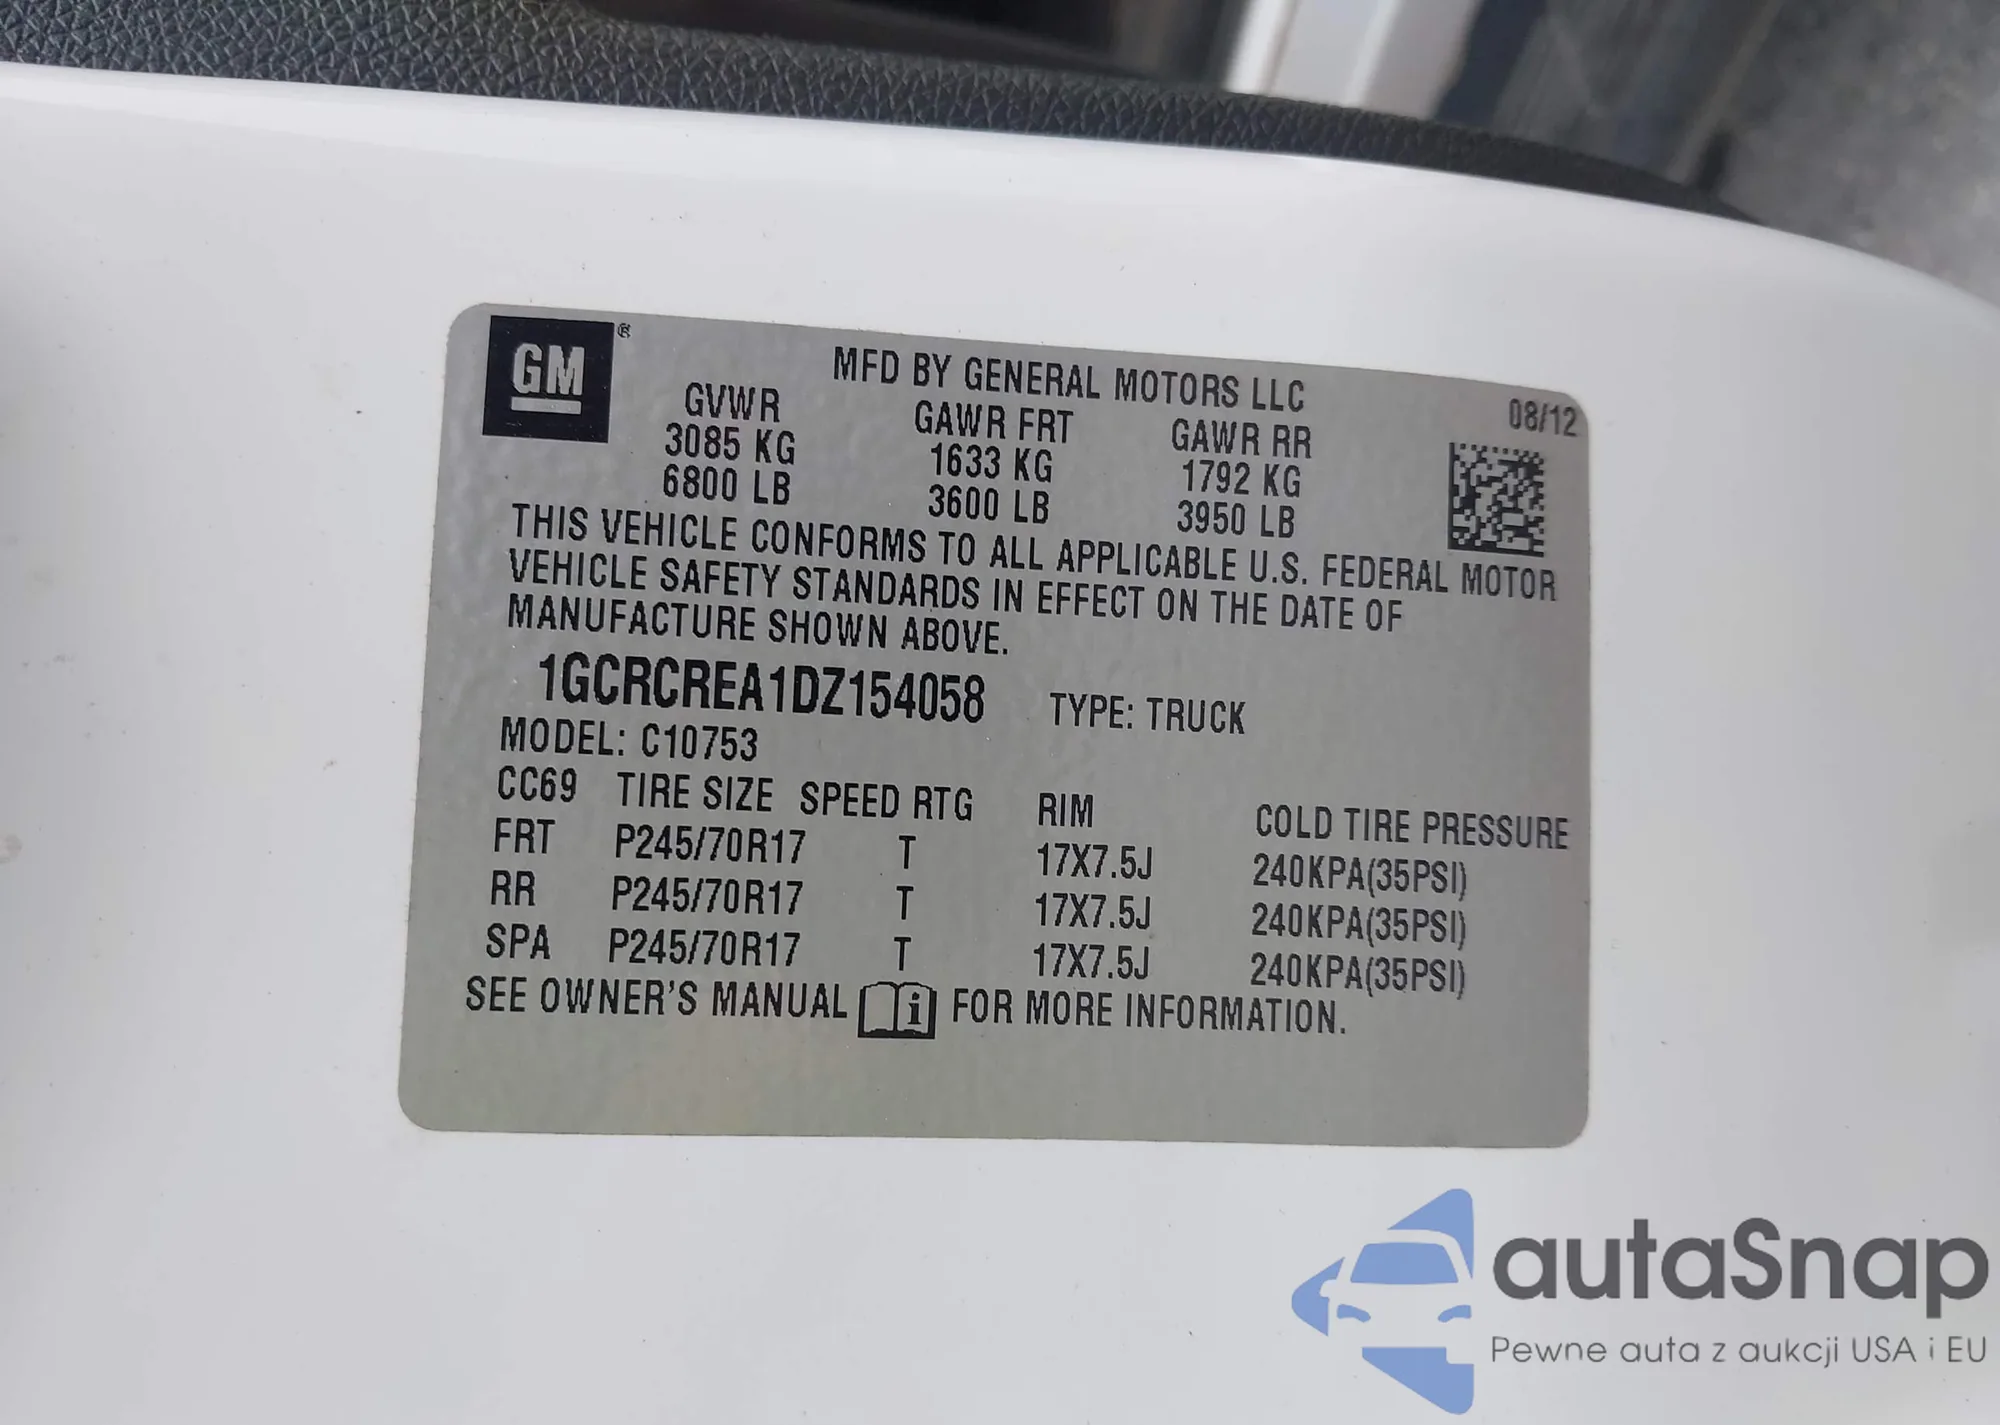 GM ®
MFD BY GENERAL MOTORS LLC
08/12
GVWR GAWR FRT GAWR RR
3085 KG 1633 KG 1792 KG
6800 LB 3600 LB 3950 LB
THIS VEHICLE CONFORMS TO ALL APPLICABLE U.S. FEDERAL MOTOR
VEHICLE SAFETY STANDARDS IN EFFECT ON THE DATE OF
MANUFACTURE SHOWN ABOVE.
1GCRCREA1DZ154058 TYPE: TRUCK
MODEL: C10753
CC69 TIRE SIZE SPEED RTG RIM COLD TIRE PRESSURE
FRT P245/70R17 T 17X7.5J 240KPA(35PSI)
RR P245/70R17 T 17X7.5J 240KPA(35PSI)
SPA P245/70R17 T 17X7.5J 240KPA(35PSI)
SEE OWNER'S MANUAL i FOR MORE INFORMATION.
autaSnap
Pewne auta z aukcji USA i EU